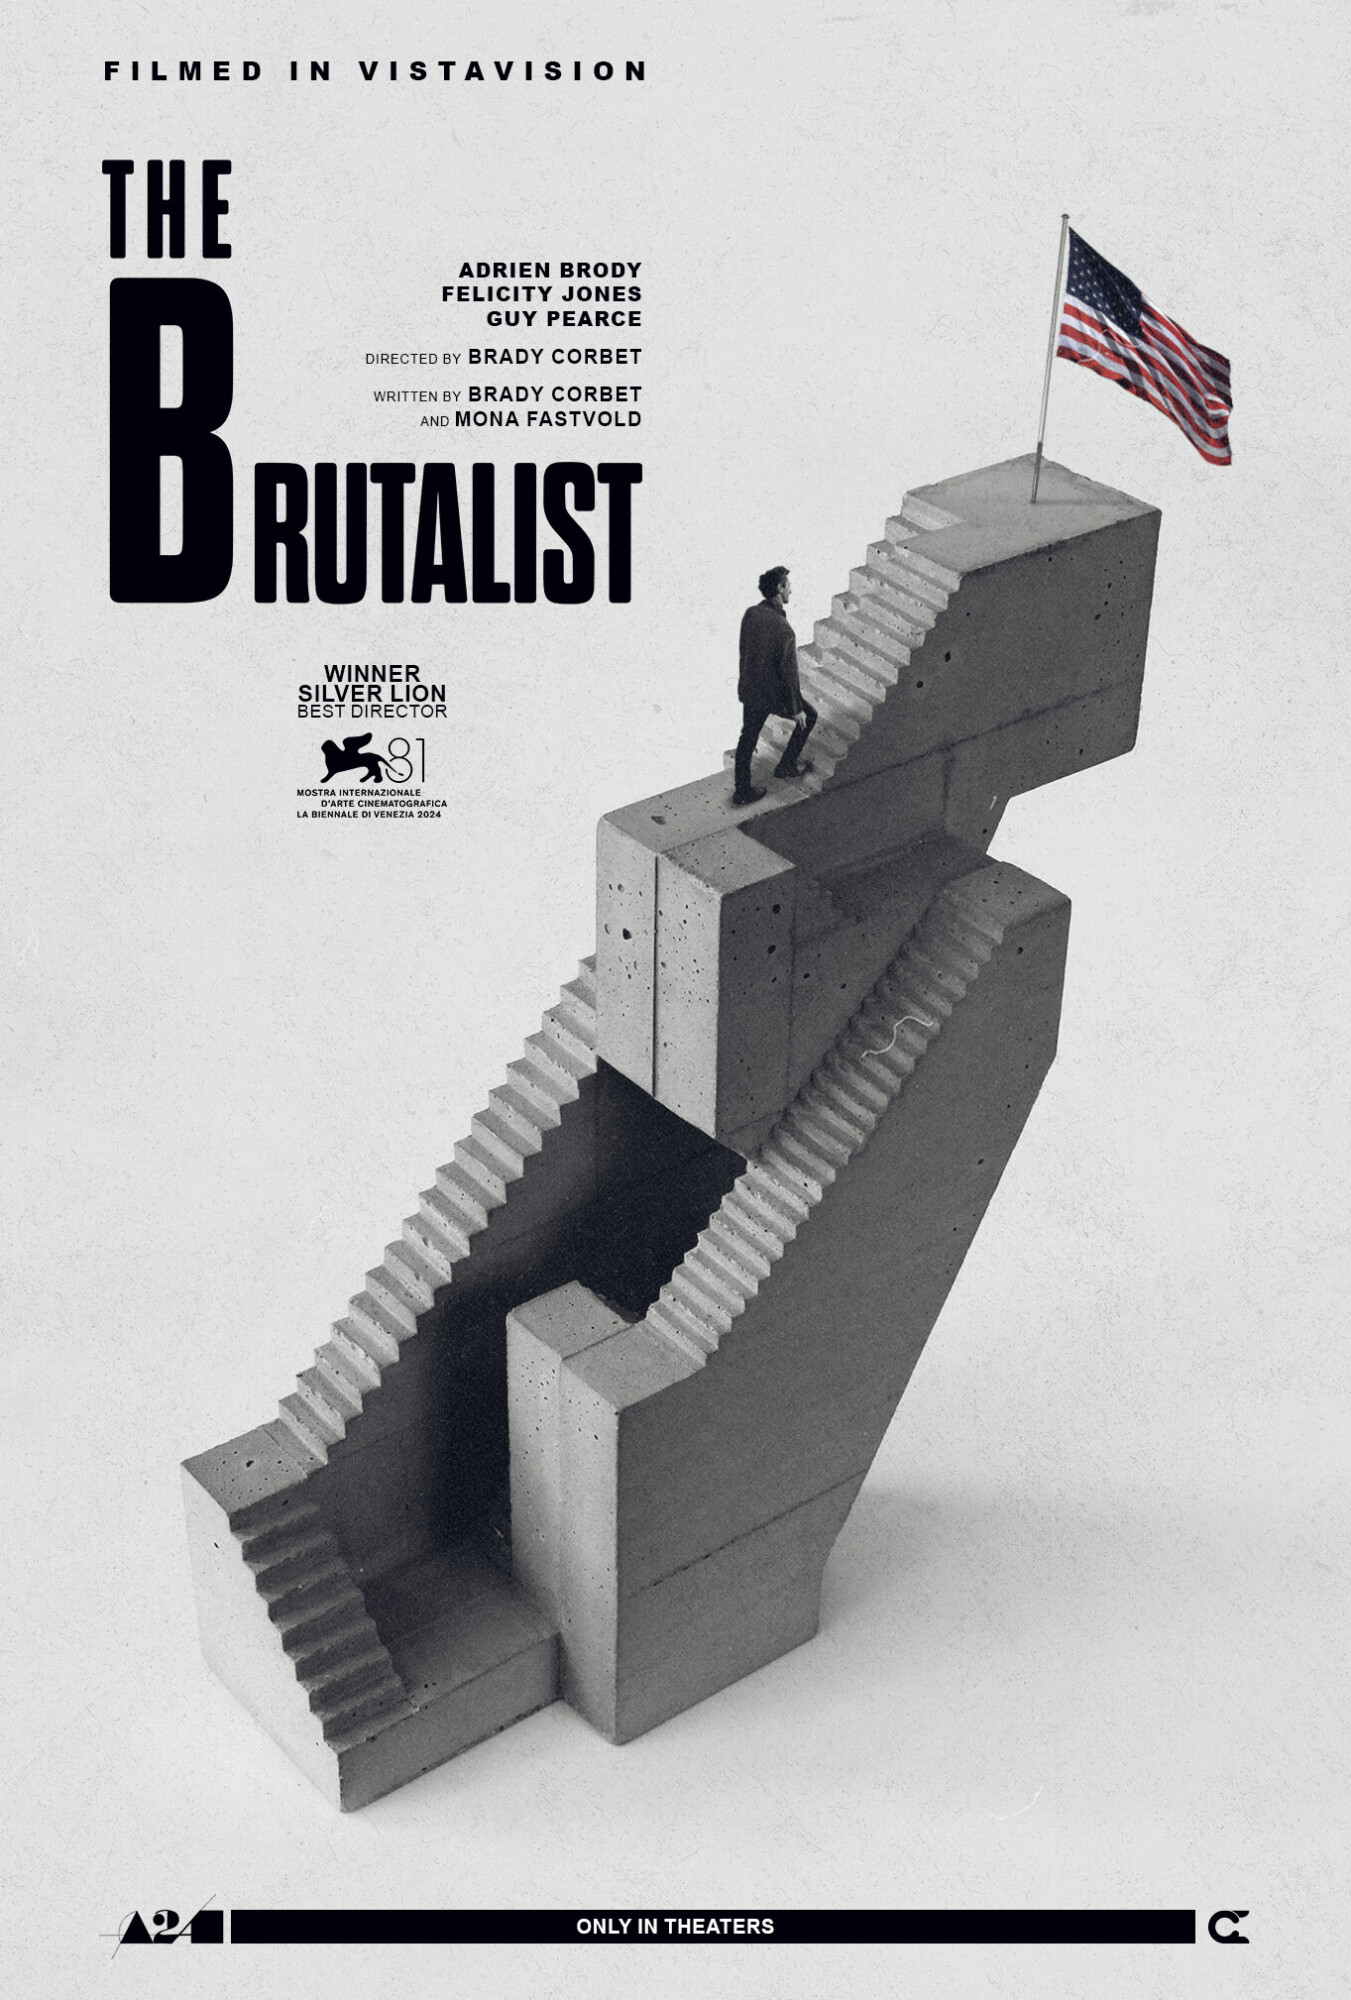 FILMED IN VISTAVISION
THE
BRUTALIST
ADRIEN BRODY
FELICITY JONES
GUY PEARCE
DIRECTED BY BRADY CORBET
WRITTEN BY BRADY CORBET
AND MONA FASTVOLD
WINNER
SILVER LION
BEST DIRECTOR
81
MOSTRA INTERNAZIONALE
D'ARTE CINEMATOGRAFICA
LA BIENNALE DI VENEZIA 2024
A24
ONLY IN THEATERS